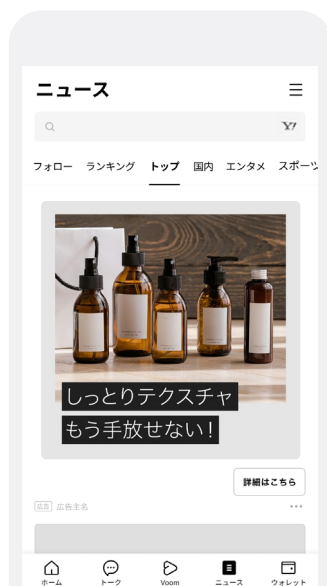 ニュース
Y!
フォロー ランキング トップ 国内 エンタメ スポーツ
しっとりテクスチャ
もう手放せない!
詳細はこちら
広告 広告主名
ホーム トーク Voom ニュース ウォレット